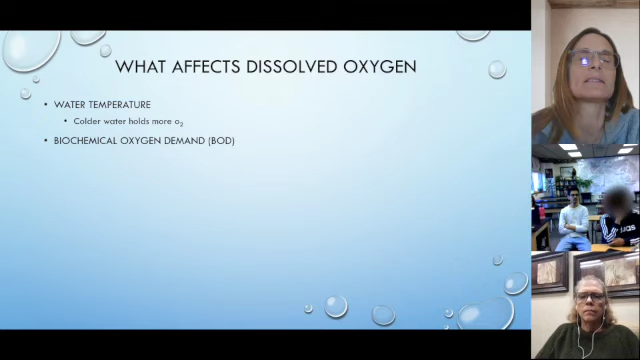 WHAT AFFECTS DISSOLVED OXYGEN
• WATER TEMPERATURE
• Colder water holds more o₂
• BIOCHEMICAL OXYGEN DEMAND (BOD)